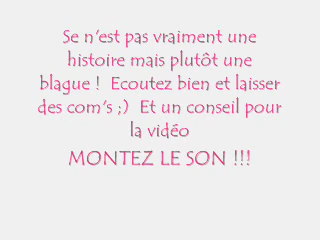 Se n'est pas vraiment une
histoire mais plutôt une
blague ! Ecoutez bien et laisser
des com's ;) Et un conseil pour
la vidéo
MONTEZ LE SON !!!